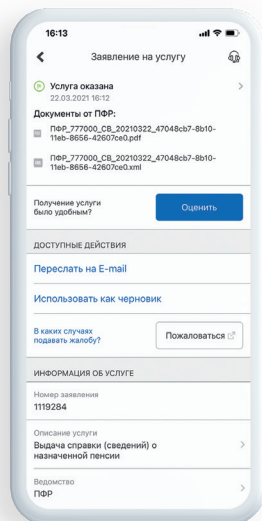 16:13
Заявление на услугу
Услуга оказана
22.03.2021 16:12
Документы от ПФР:
ПФР_777000_СВ_20210322_47048cb7-8b10-
11eb-8656-42607ce0.pdf
ПФР_777000_СВ_20210322_47048cb7-8b10-
11eb-8656-42607ce0.xml
Получение услуги
было удобным?
Оценить
ДОСТУПНЫЕ ДЕЙСТВИЯ
Переслать на E-mail
Использовать как черновик
В каких случаях
подавать жалобу?
Пожаловаться
ИНФОРМАЦИЯ ОБ УСЛУГЕ
Номер заявления
1119284
Описание услуги
Выдача справки (сведений) о
назначенной пенсии
Ведомство
ПФР